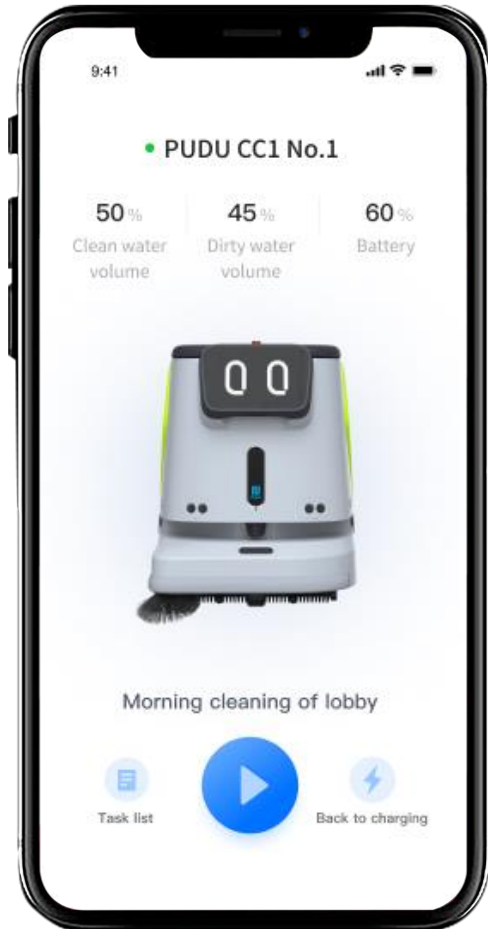 9:41
PUDU CC1 No.1
50 %
45 %
60 %
Clean water
volume
Dirty water
volume
Battery
Morning cleaning of lobby
Task list
Back to charging